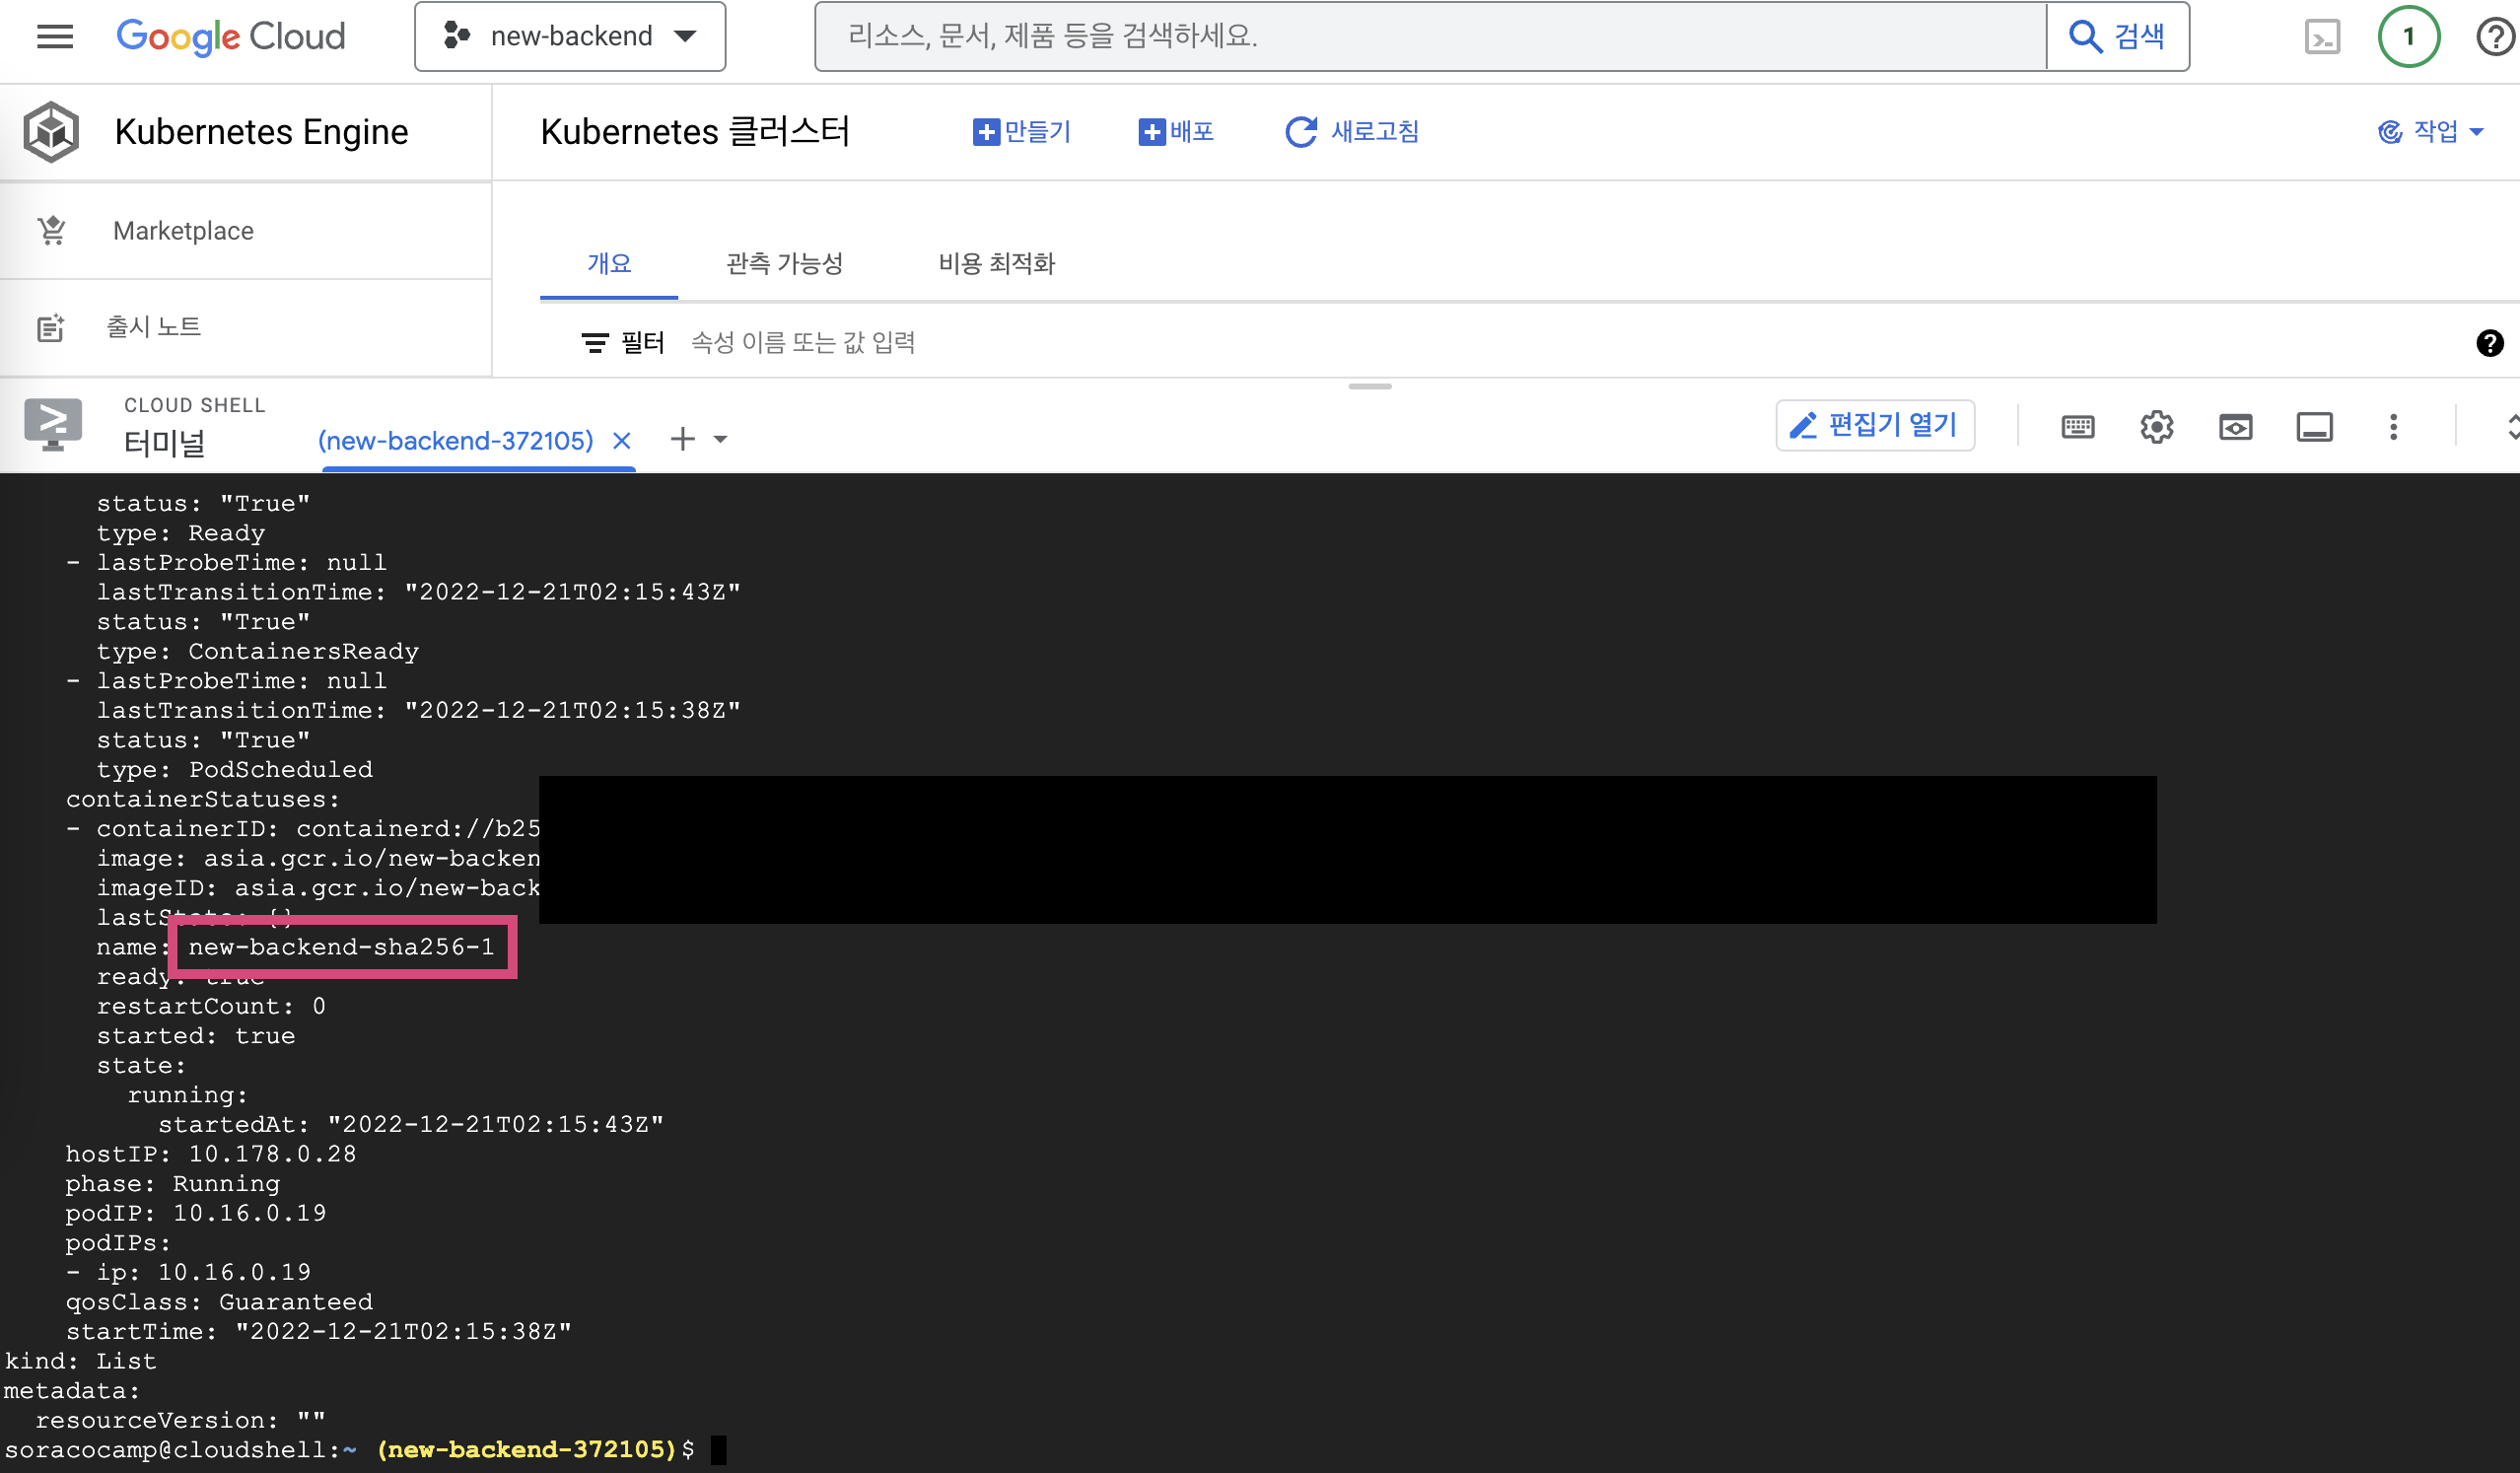 Google Cloud
new-backend
리소스, 문서, 제품 등을 검색하세요.
검색
1
Kubernetes Engine
Kubernetes 클러스터
만들기
배포
새로고침
작업
Marketplace
출시 노트
개요
관측 가능성
비용 최적화
필터
속성 이름 또는 값 입력
CLOUD SHELL
터미널
(new-backend-372105)
편집기 열기
status: "True"
type: Ready
- lastProbeTime: null
lastTransitionTime: "2022-12-21T02:15:43Z"
status: "True"
type: ContainersReady
- lastProbeTime: null
lastTransitionTime: "2022-12-21T02:15:38Z"
status: "True"
type: PodScheduled
containerStatuses:
- containerID: containerd://b25
image: asia.gcr.io/new-backen
imageID: asia.gcr.io/new-back
lastState: {}
name: new-backend-sha256-1
ready: true
restartCount: 0
started: true
state:
running:
startedAt: "2022-12-21T02:15:43Z"
hostIP: 10.178.0.28
phase: Running
podIP: 10.16.0.19
podIPs:
- ip: 10.16.0.19
qosClass: Guaranteed
startTime: "2022-12-21T02:15:38Z"
kind: List
metadata:
resourceVersion: ""
soracocamp@cloudshell:~ (new-backend-372105)$